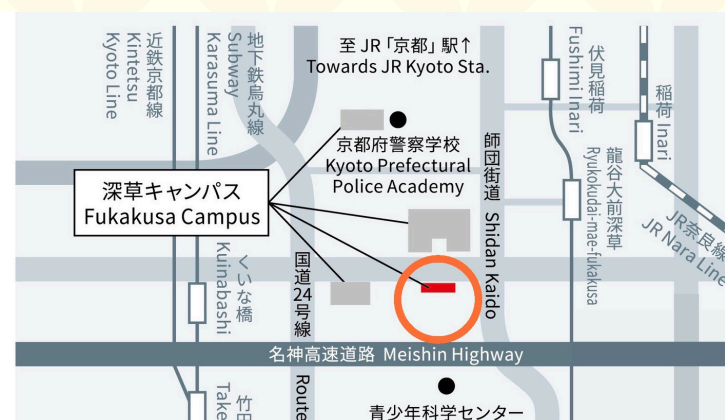 近鉄京都線
Kintetsu
Kyoto Line
地下鉄烏丸線
Subway
Karasuma Line
至 JR「京都」駅↑
Towards JR Kyoto Sta.
伏見稲荷
Fushimi Inari
稲荷 Inari
京都府警察学校
Kyoto Prefectural
Police Academy
師団街道 Shidan Kaido
龍谷大前深草
Ryukokudai-mae-fukakusa
JR奈良線
JR Nara Line
深草キャンパス
Fukakusa Campus
くいな橋
Kuinabashi
国道24号線
Route
名神高速道路 Meishin Highway
竹田
Take
青少年科学センター